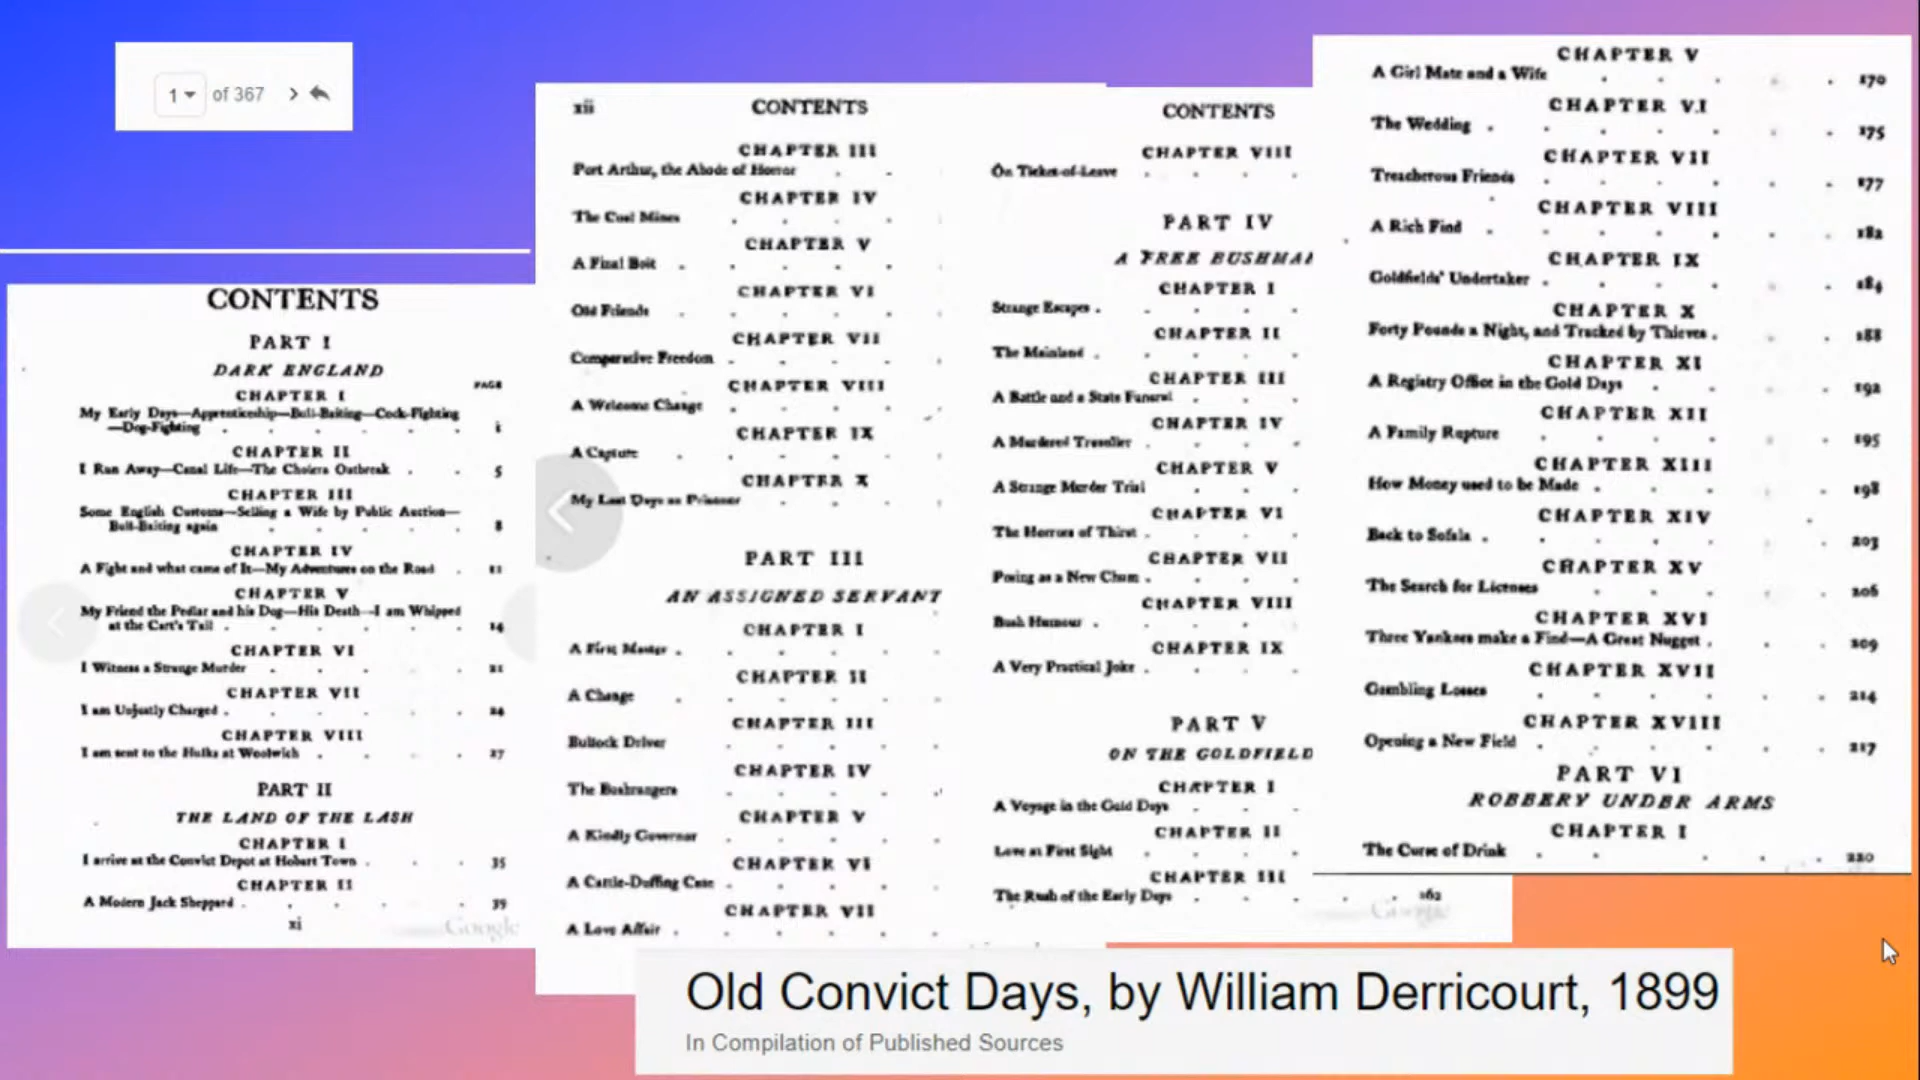 1 of 367
CONTENTS
PART I
DARK ENGLAND
PAGE
CHAPTER I
My Early Days—Apprenticeship—Bull-Baiting—Cock-Fighting
—Dog-Fighting . . . . . . 1
CHAPTER II
I Run Away—Canal Life—The Cholera Outbreak . . 5
CHAPTER III
Some English Customs—Selling a Wife by Public Auction—
Bull-Baiting again . . . . . 8
CHAPTER IV
A Fight and what came of It—My Adventures on the Road . 11
CHAPTER V
My Friend the Pedlar and his Dog—His Death—I am Whipped
at the Cart's Tail . . . . . . 14
CHAPTER VI
I Witness a Strange Murder . . . . . 21
CHAPTER VII
I am Unjustly Charged . . . . . . 24
CHAPTER VIII
I am sent to the Hulks at Woolwich . . . . 27
PART II
THE LAND OF THE LASH
CHAPTER I
I arrive at the Convict Depot at Hobart Town . . . 35
CHAPTER II
A Modern Jack Sheppard . . . . . 39
xi
Google
xii CONTENTS
CHAPTER III
Port Arthur, the Abode of Horror . .
CHAPTER IV
The Coal Mines . . .
CHAPTER V
A Final Bolt . . . .
CHAPTER VI
Old Friends . . . .
CHAPTER VII
Comparative Freedom . . .
CHAPTER VIII
A Welcome Change . . .
CHAPTER IX
A Capture . . . .
CHAPTER X
My Last Days as Prisoner . .
PART III
AN ASSIGNED SERVANT
CHAPTER I
A First Master . . . .
CHAPTER II
A Change . . . .
CHAPTER III
Bullock Driver . . .
CHAPTER IV
The Bushrangers . . .
CHAPTER V
A Kindly Governor . . .
CHAPTER VI
A Cattle-Duffing Case . . .
CHAPTER VII
A Love Affair . . . .
CONTENTS
CHAPTER VIII
On Ticket-of-Leave . . .
PART IV
A FREE BUSHMAN
CHAPTER I
Strange Escapes . . . .
CHAPTER II
The Mainland . . . .
CHAPTER III
A Battle and a State Funeral . . .
CHAPTER IV
A Murdered Traveller . . .
CHAPTER V
A Strange Murder Trial . . .
CHAPTER VI
The Horrors of Thirst . . .
CHAPTER VII
Posing as a New Chum . . .
CHAPTER VIII
Bush Humour . . . .
CHAPTER IX
A Very Practical Joke . . .
PART V
ON THE GOLDFIELD
CHAPTER I
A Voyage in the Gold Days . . .
CHAPTER II
Love at First Sight . . .
CHAPTER III
The Rush of the Early Days . . . . . 162
Google
CHAPTER V
A Girl Mate and a Wife . . . . . 170
CHAPTER VI
The Wedding . . . . . . 175
CHAPTER VII
Treacherous Friends . . . . . 177
CHAPTER VIII
A Rich Find . . . . . . 182
CHAPTER IX
Goldfields' Undertaker . . . . . 184
CHAPTER X
Forty Pounds a Night, and Tracked by Thieves . . . 188
CHAPTER XI
A Registry Office in the Gold Days . . . 192
CHAPTER XII
A Family Rupture . . . . . 195
CHAPTER XIII
How Money used to be Made . . . . 198
CHAPTER XIV
Back to Sofala . . . . . . 203
CHAPTER XV
The Search for Licenses . . . . . 206
CHAPTER XVI
Three Yankees make a Find—A Great Nugget . . . 209
CHAPTER XVII
Gambling Losses . . . . . 214
CHAPTER XVIII
Opening a New Field . . . . . 217
PART VI
ROBBERY UNDER ARMS
CHAPTER I
The Curse of Drink . . . . . 220
Old Convict Days, by William Derricourt, 1899
In Compilation of Published Sources